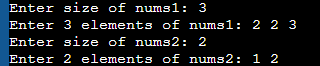 Enter size of nums1: 3
Enter 3 elements of nums1: 2 2 3
Enter size of nums2: 2
Enter 2 elements of nums2: 1 2